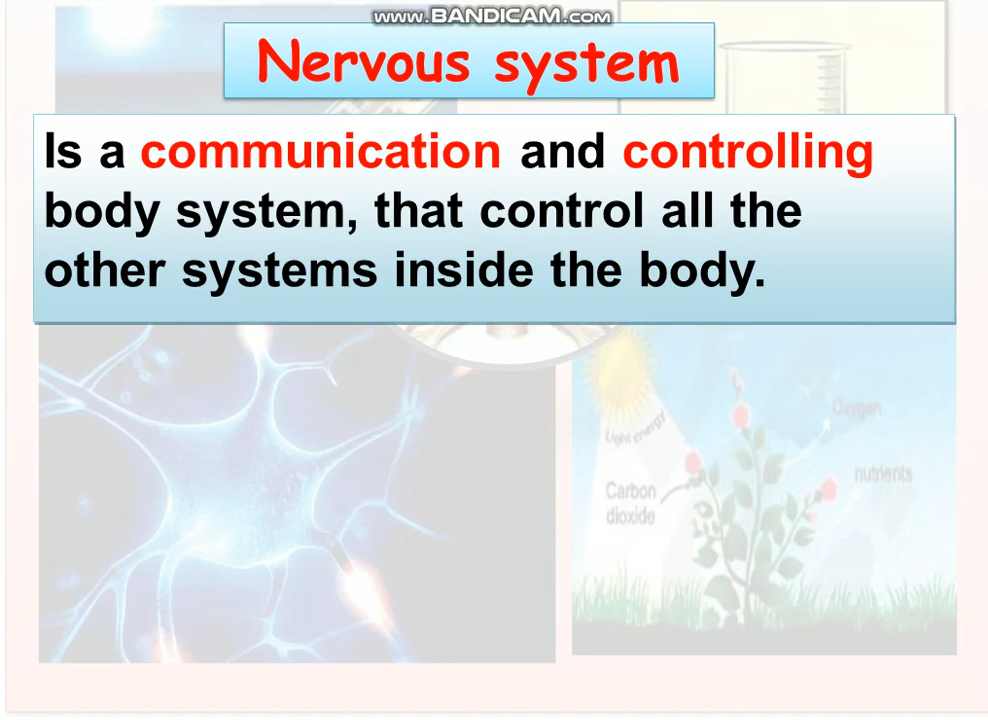 www.BANDICAM.com
Nervous system
Is a communication and controlling
body system, that control all the
other systems inside the body.
Light energy
Oxygen
nutrients
Carbon
dioxide